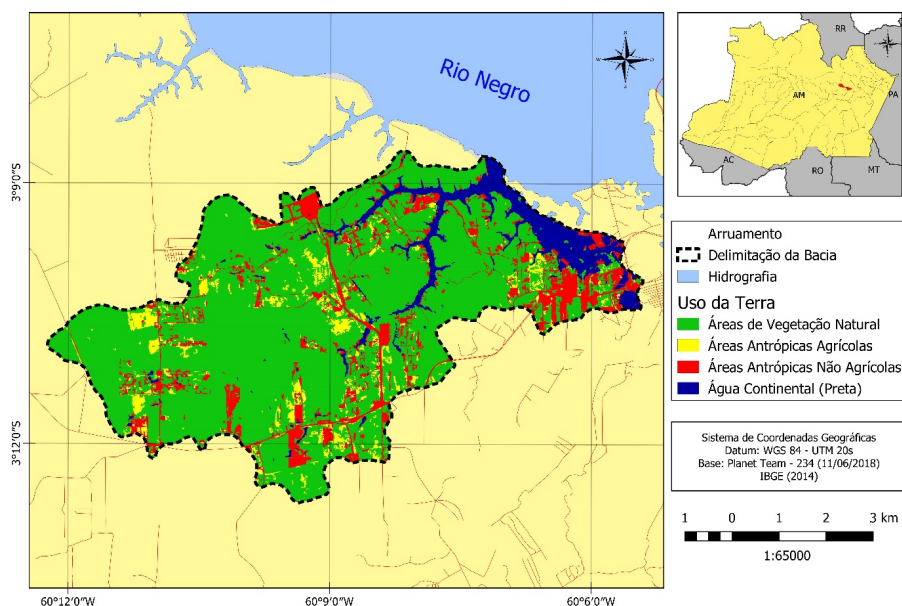 Rio Negro
N
W
O
S
3°9'0"S
3°12'0"S
60°12'0"W
60°9'0"W
60°6'0"W
RR
AM
PA
AC
RO
MT
Arruamento
Delimitação da Bacia
Hidrografia
Uso da Terra
Áreas de Vegetação Natural
Áreas Antrópicas Agrícolas
Áreas Antrópicas Não Agrícolas
Água Continental (Preta)
Sistema de Coordenadas Geográficas
Datum: WGS 84 - UTM 20s
Base: Planet Team - 234 (11/06/2018)
IBGE (2014)
1 0 1 2 3 km
1:65000